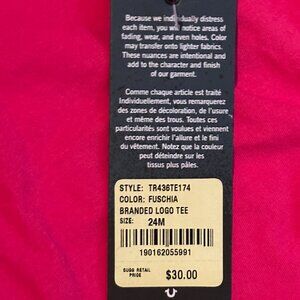 Because we individually distress
each item, you will notice areas of
fading, wear, and even holes. Color
may transfer onto lighter fabrics.
These nuances are intentional and
add to the character and finish
of our garment.
Comme chaque article est traité
Individuellement, vous remarquerez
des zones de décoloration, de l'usure
et même des trous. Toutes ces
particularités sont voulues et viennent
encore enrichir l'allure et le fini
du vêtement. Notez que la couleur
peut déteindre sur les
tissus plus pâles.
STYLE: TR436TE174
COLOR: FUSCHIA
BRANDED LOGO TEE
SIZE: 24M
190162055991
SUGG RETAIL
PRICE
$30.00